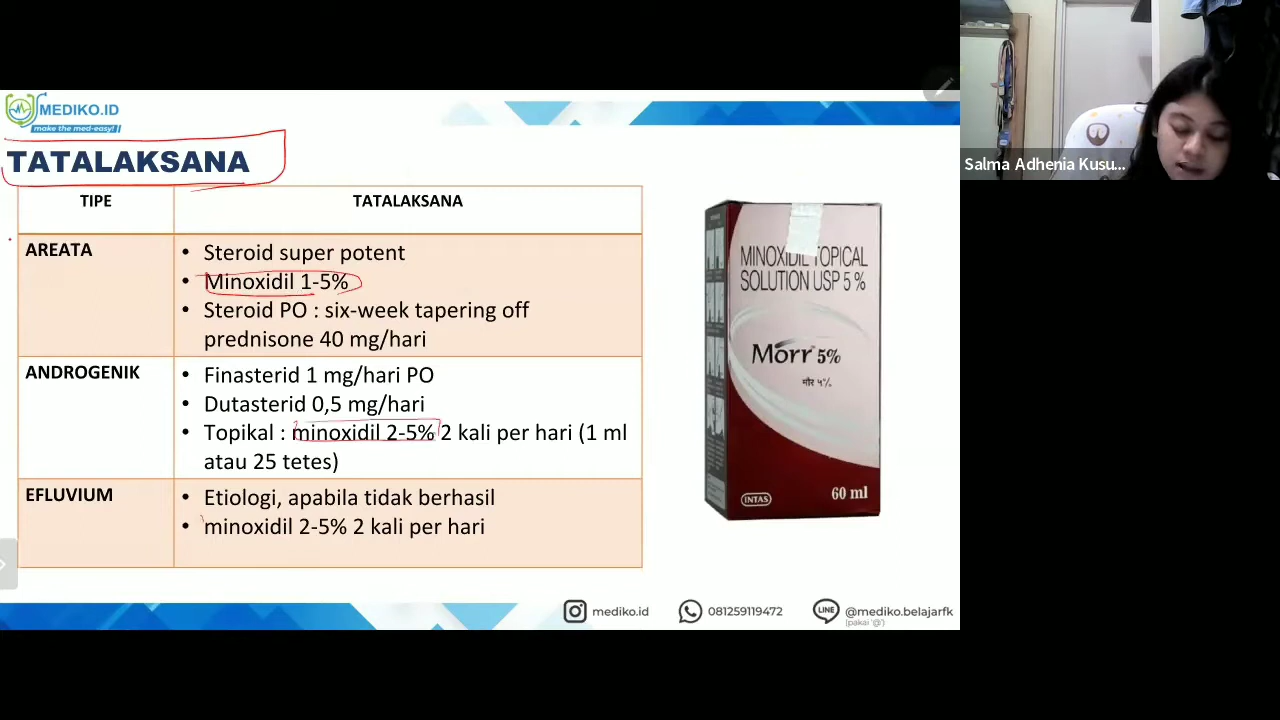 MEDIKO.ID
make the med-easy!
TATALAKSANA
TIPE
TATALAKSANA
AREATA
• Steroid super potent
• Minoxidil 1-5%
• Steroid PO : six-week tapering off
prednisone 40 mg/hari
ANDROGENIK
• Finasterid 1 mg/hari PO
• Dutasterid 0,5 mg/hari
• Topikal : minoxidil 2-5% 2 kali per hari (1 ml
atau 25 tetes)
EFLUVIUM
• Etiologi, apabila tidak berhasil
• minoxidil 2-5% 2 kali per hari
MINOXIDIL TOPICAL
SOLUTION USP 5 %
Morr 5%
मौर ५%
INTAS
60 ml
mediko.id
081259119472
LINE
@mediko.belajarfk
(pakai '@')
Salma Adhenia Kusu...